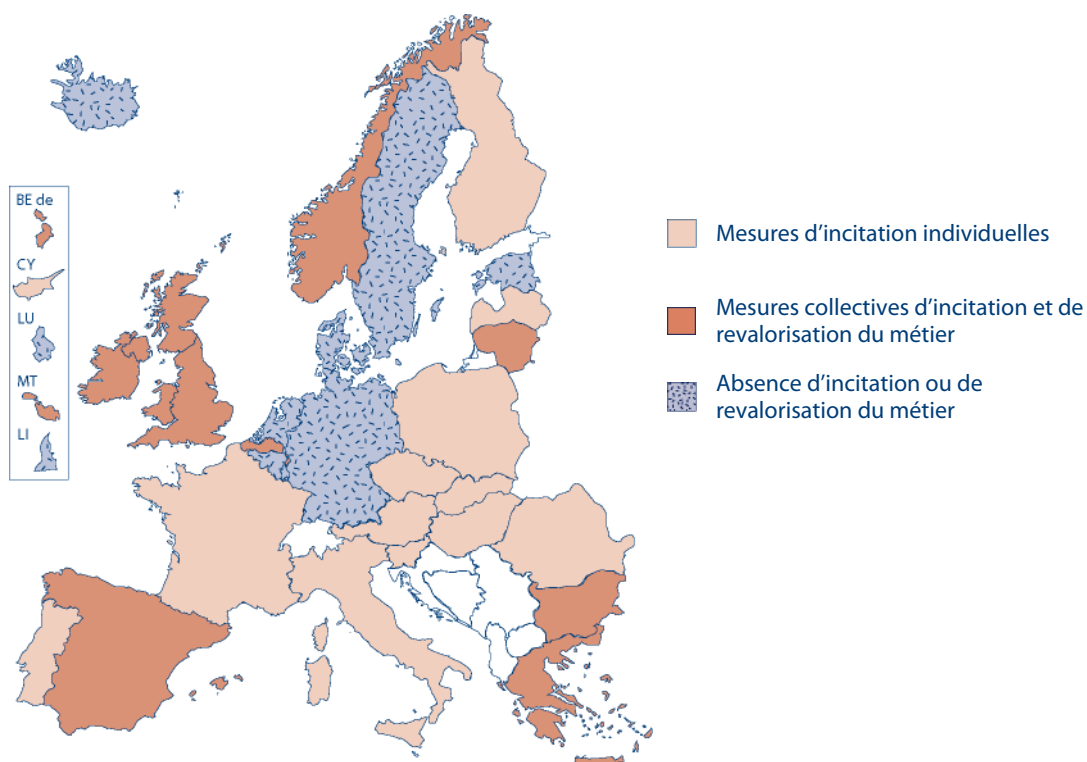 BE de
CY
LU
MT
LI
Mesures d'incitation individuelles
Mesures collectives d'incitation et de
revalorisation du métier
Absence d'incitation ou de
revalorisation du métier